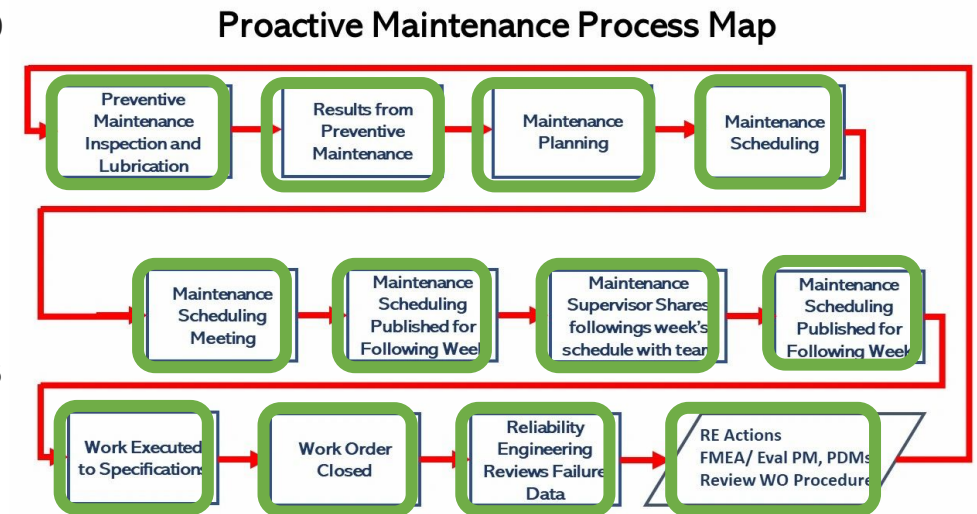 Proactive Maintenance Process Map
Preventive
Maintenance
Inspection and
Lubrication
Results from
Preventive
Maintenance
Maintenance
Planning
Maintenance
Scheduling
Maintenance
Scheduling
Meeting
Maintenance
Scheduling
Published for
Following Week
Maintenance
Supervisor Shares
followings week's
schedule with team
Maintenance
Scheduling
Published for
Following Week
Work Executed
to Specifications
Work Order
Closed
Reliability
Engineering
Reviews Failure
Data
RE Actions
FMEA/ Eval PM, PDMs
Review WO Procedure